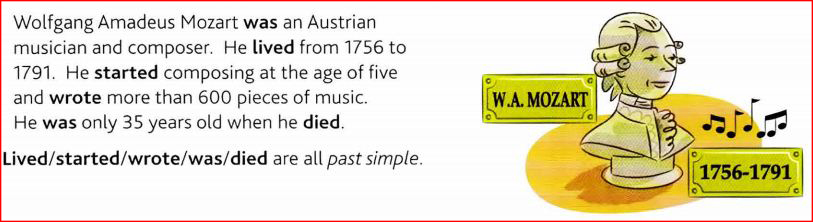 Wolfgang Amadeus Mozart was an Austrian
musician and composer. He lived from 1756 to
1791. He started composing at the age of five
and wrote more than 600 pieces of music.
He was only 35 years old when he died.
Lived/started/wrote/was/died are all past simple.
W.A. MOZART
1756-1791